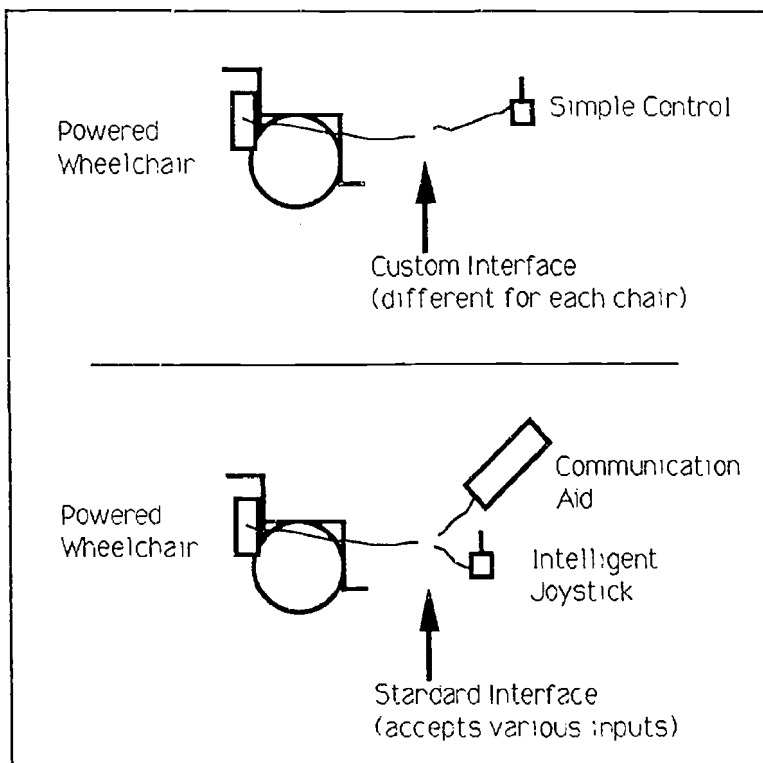 Powered
Wheelchair
Simple Control
Custom Interface
(different for each chair)
Powered
Wheelchair
Communication
Aid
Intelligent
Joystick
Standard Interface
(accepts various inputs)